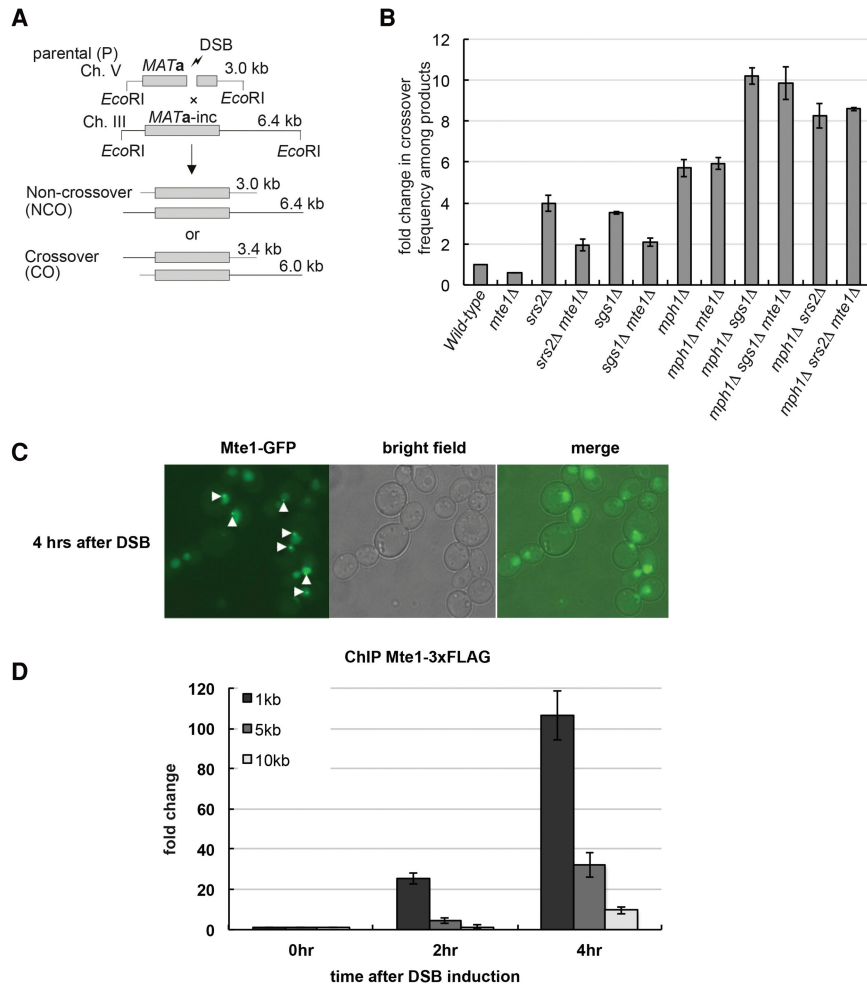 A
parental (P)
DSB
Ch. V
MATa
3.0 kb
EcoRI
×
EcoRI
Ch. III
MATa-inc
6.4 kb
EcoRI
EcoRI
Non-crossover
(NCO)
3.0 kb
6.4 kb
or
Crossover
(CO)
3.4 kb
6.0 kb
B
fold change in crossover
frequency among products
12
10
8
6
4
2
0
Wild-type
mte1Δ
srs2Δ
srs2Δ mte1Δ
sgs1Δ
sgs1Δ mte1Δ
mph1Δ
mph1Δ mte1Δ
mph1Δ sgs1Δ
mph1Δ sgs1Δ mte1Δ
mph1Δ srs2Δ
mph1Δ srs2Δ mte1Δ
C
Mte1-GFP
bright field
merge
4 hrs after DSB
D
ChIP Mte1-3xFLAG
fold change
120
100
80
60
40
20
0
1kb
5kb
10kb
0hr
2hr
4hr
time after DSB induction